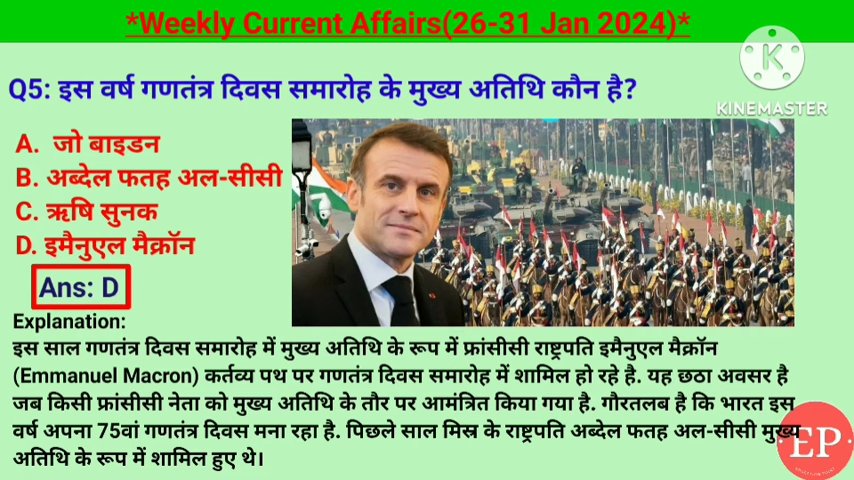 *Weekly Current Affairs(26-31 Jan 2024)*
K
KINEMASTER
Q5: इस वर्ष गणतंत्र दिवस समारोह के मुख्य अतिथि कौन है?
A. जो बाइडन
B. अब्देल फतह अल-सीसी
C. ऋषि सुनक
D. इमैनुएल मैक्रॉन
Ans: D
Explanation:
इस साल गणतंत्र दिवस समारोह में मुख्य अतिथि के रूप में फ्रांसीसी राष्ट्रपति इमैनुएल मैक्रॉन
(Emmanuel Macron) कर्तव्य पथ पर गणतंत्र दिवस समारोह में शामिल हो रहे है. यह छठा अवसर है
जब किसी फ्रांसीसी नेता को मुख्य अतिथि के तौर पर आमंत्रित किया गया है. गौरतलब है कि भारत इस
वर्ष अपना 75वां गणतंत्र दिवस मना रहा है. पिछले साल मिस्र के राष्ट्रपति अब्देल फतह अल-सीसी मुख्य
अतिथि के रूप में शामिल हुए थे।
EP